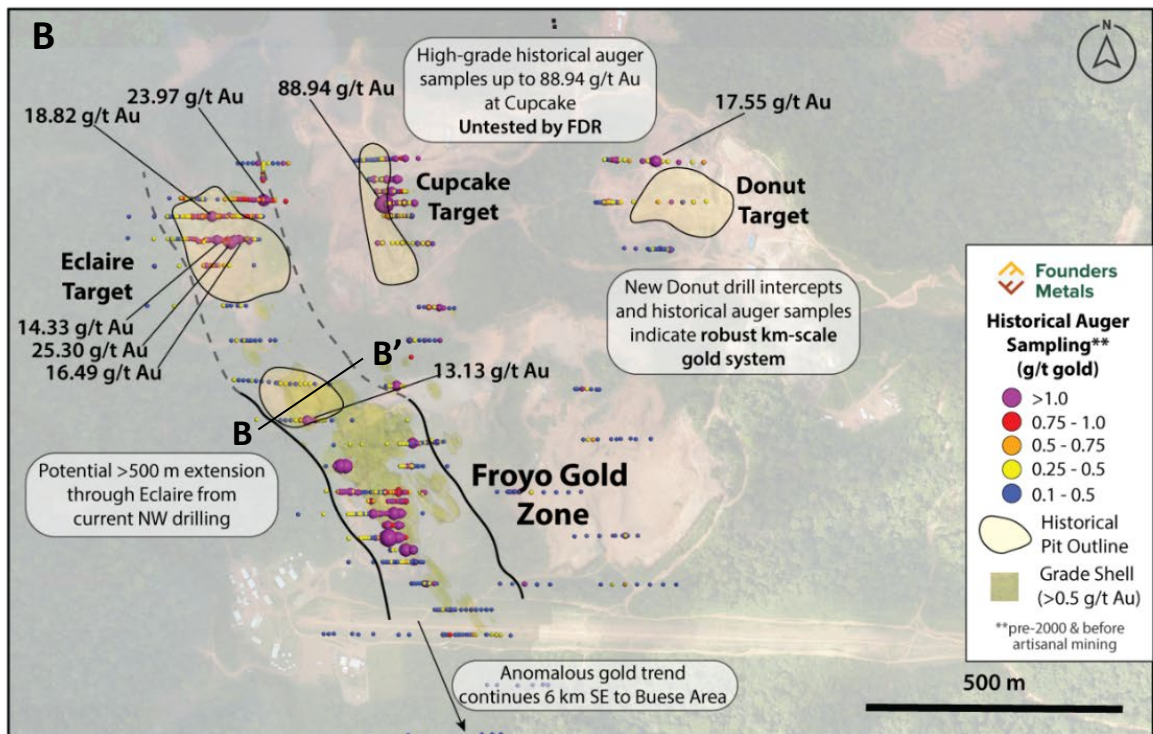 B
N
High-grade historical auger
samples up to 88.94 g/t Au
at Cupcake
Untested by FDR
18.82 g/t Au
23.97 g/t Au
88.94 g/t Au
17.55 g/t Au
Cupcake
Target
Donut
Target
Eclaire
Target
14.33 g/t Au
25.30 g/t Au
16.49 g/t Au
New Donut drill intercepts
and historical auger samples
indicate robust km-scale
gold system
B’
13.13 g/t Au
B
Potential >500 m extension
through Eclaire from
current NW drilling
Froyo Gold
Zone
Anomalous gold trend
continues 6 km SE to Buese Area
Founders
Metals
Historical Auger
Sampling**
(g/t gold)
>1.0
0.75 - 1.0
0.5 - 0.75
0.25 - 0.5
0.1 - 0.5
Historical
Pit Outline
Grade Shell
(>0.5 g/t Au)
**pre-2000 & before
artisanal mining
500 m